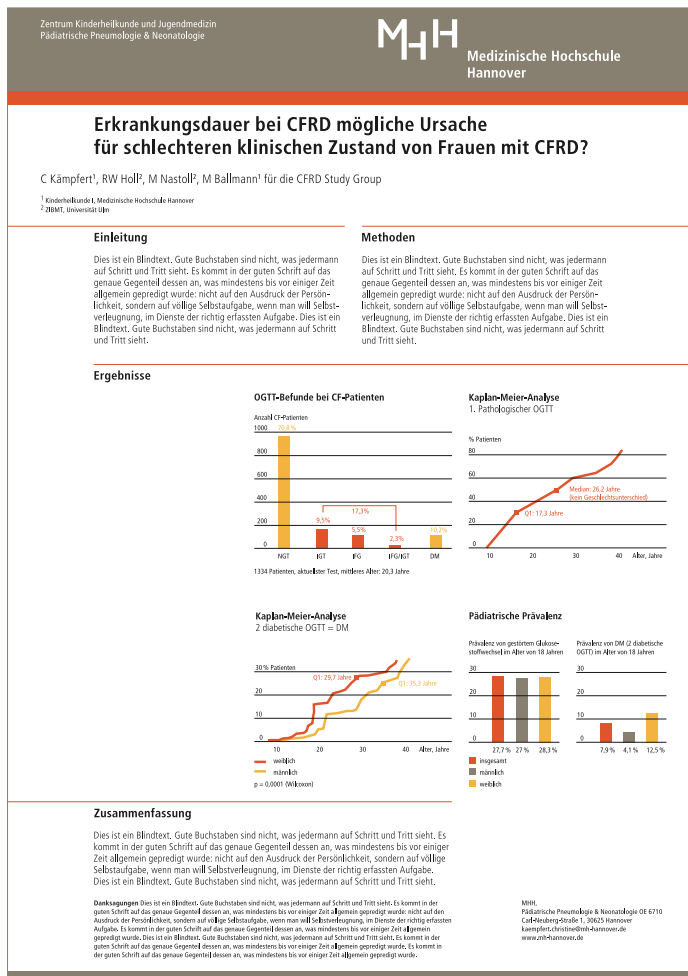 Zentrum Kinderheilkunde und Jugendmedizin
Pädiatrische Pneumologie & Neonatologie
MHH
Medizinische Hochschule
Hannover
Erkrankungsdauer bei CFRD mögliche Ursache
für schlechteren klinischen Zustand von Frauen mit CFRD?
C Kämpfert¹, RW Holl², M Nastoll², M Ballmann¹ für die CFRD Study Group
1 Kinderheilkunde I, Medizinische Hochschule Hannover
2 ZIBMT, Universität Ulm
Einleitung
Dies ist ein Blindtext. Gute Buchstaben sind nicht, was jedermann
auf Schritt und Tritt sieht. Es kommt in der guten Schrift auf das
genaue Gegenteil dessen an, was mindestens bis vor einiger Zeit
allgemein gepredigt wurde: nicht auf den Ausdruck der Persön-
lichkeit, sondern auf völlige Selbstaufgabe, wenn man will Selbst-
verleugnung, im Dienste der richtig erfassten Aufgabe. Dies ist ein
Blindtext. Gute Buchstaben sind nicht, was jedermann auf Schritt
und Tritt sieht.
Methoden
Dies ist ein Blindtext. Gute Buchstaben sind nicht, was jedermann
auf Schritt und Tritt sieht. Es kommt in der guten Schrift auf das
genaue Gegenteil dessen an, was mindestens bis vor einiger Zeit
allgemein gepredigt wurde: nicht auf den Ausdruck der Persön-
lichkeit, sondern auf völlige Selbstaufgabe, wenn man will Selbst-
verleugnung, im Dienste der richtig erfassten Aufgabe. Dies ist ein
Blindtext. Gute Buchstaben sind nicht, was jedermann auf Schritt
und Tritt sieht.
Ergebnisse
OGTT-Befunde bei CF-Patienten
Anzahl CF-Patienten
1000
800
600
400
200
0
70,8 %
9,5%
5,5%
17,3%
2,3%
10,2%
NGT IGT IFG IFG/IGT DM
1334 Patienten, aktuellster Test, mittleres Alter: 20,3 Jahre
Kaplan-Meier-Analyse
1. Pathologischer OGTT
% Patienten
80
60
40
20
0
Median: 26,2 Jahre
(kein Geschlechtsunterschied)
Q1: 17,3 Jahre
10 20 30 40 Alter, Jahre
Kaplan-Meier-Analyse
2 diabetische OGTT = DM
30 % Patienten
20
10
0
Q1: 29,7 Jahre
Q1: 35,3 Jahre
10 20 30 40 Alter, Jahre
weiblich
männlich
p = 0,0001 (Wilcoxon)
Pädiatrische Prävalenz
Prävalenz von gestörtem Glukose-
stoffwechsel im Alter von 18 Jahren
30
20
10
0
27,7 % 27 % 28,3 %
insgesamt
männlich
weiblich
Prävalenz von DM (2 diabetische
OGTT) im Alter von 18 Jahren
30
20
10
0
7,9 % 4,1 % 12,5 %
Zusammenfassung
Dies ist ein Blindtext. Gute Buchstaben sind nicht, was jedermann auf Schritt und Tritt sieht. Es
kommt in der guten Schrift auf das genaue Gegenteil dessen an, was mindestens bis vor einiger
Zeit allgemein gepredigt wurde: nicht auf den Ausdruck der Persönlichkeit, sondern auf völlige
Selbstaufgabe, wenn man will Selbstverleugnung, im Dienste der richtig erfassten Aufgabe.
Dies ist ein Blindtext. Gute Buchstaben sind nicht, was jedermann auf Schritt und Tritt sieht.
Danksagungen Dies ist ein Blindtext. Gute Buchstaben sind nicht, was jedermann auf Schritt und Tritt sieht. Es kommt in der
guten Schrift auf das genaue Gegenteil dessen an, was mindestens bis vor einiger Zeit allgemein gepredigt wurde: nicht auf den
Ausdruck der Persönlichkeit, sondern auf völlige Selbstaufgabe, wenn man will Selbstverleugnung, im Dienste der richtig erfassten
Aufgabe. Es kommt in der guten Schrift auf das genaue Gegenteil dessen an, was mindestens bis vor einiger Zeit allgemein
gepredigt wurde. Dies ist ein Blindtext. Gute Buchstaben sind nicht, was jedermann auf Schritt und Tritt sieht. Es kommt in der
guten Schrift auf das genaue Gegenteil dessen an, was mindestens bis vor einiger Zeit allgemein gepredigt wurde. Es kommt in
der guten Schrift auf das genaue Gegenteil dessen an, was mindestens bis vor einiger Zeit allgemein gepredigt wurde.
MHH,
Pädiatrische Pneumologie & Neonatologie OE 6710
Carl-Neuberg-Straße 1, 30625 Hannover
kaempfert.christine@mh-hannover.de
www.mh-hannover.de